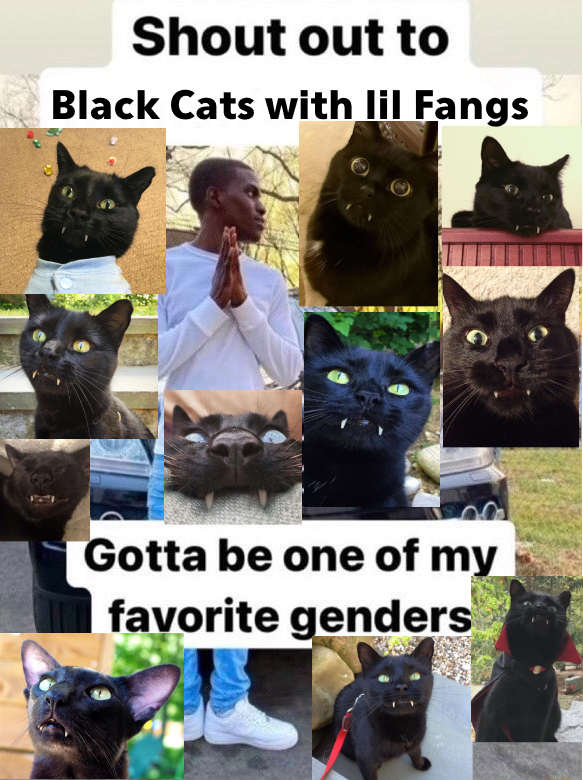 Shout out to
Black Cats with lil Fangs
Gotta be one of my
favorite genders